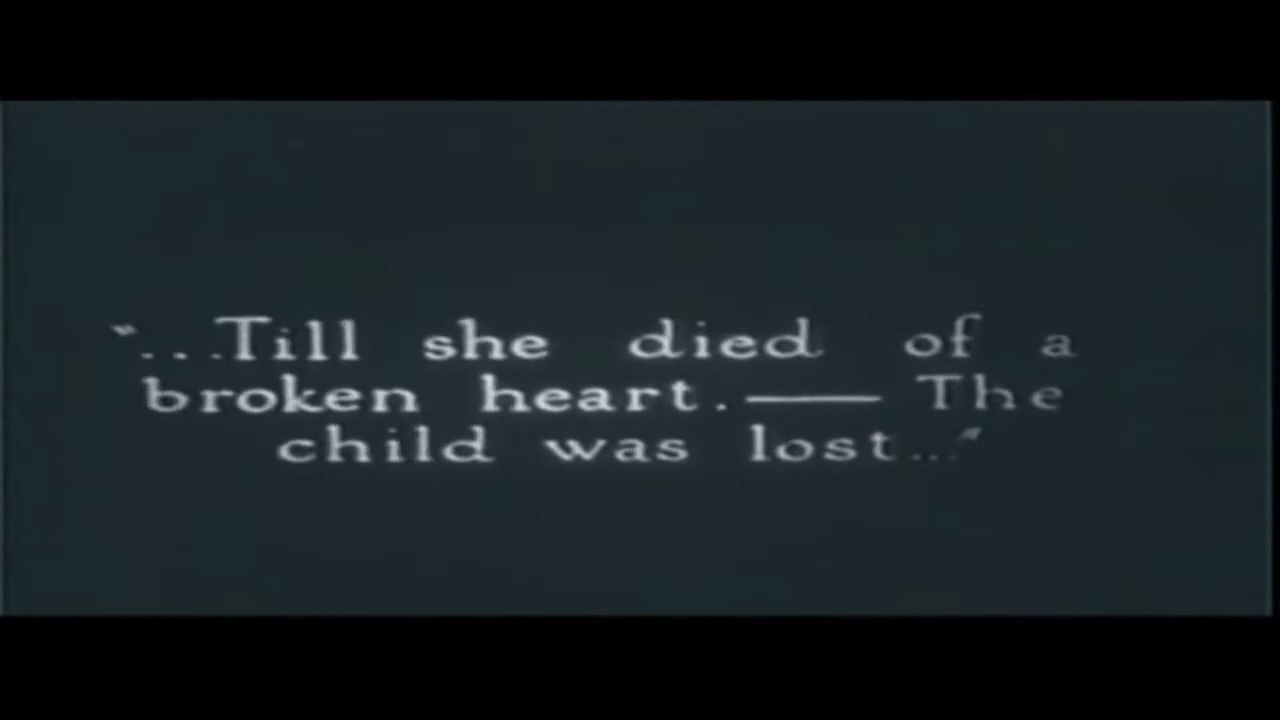 "...Till she died of a
broken heart.—The
child was lost..."